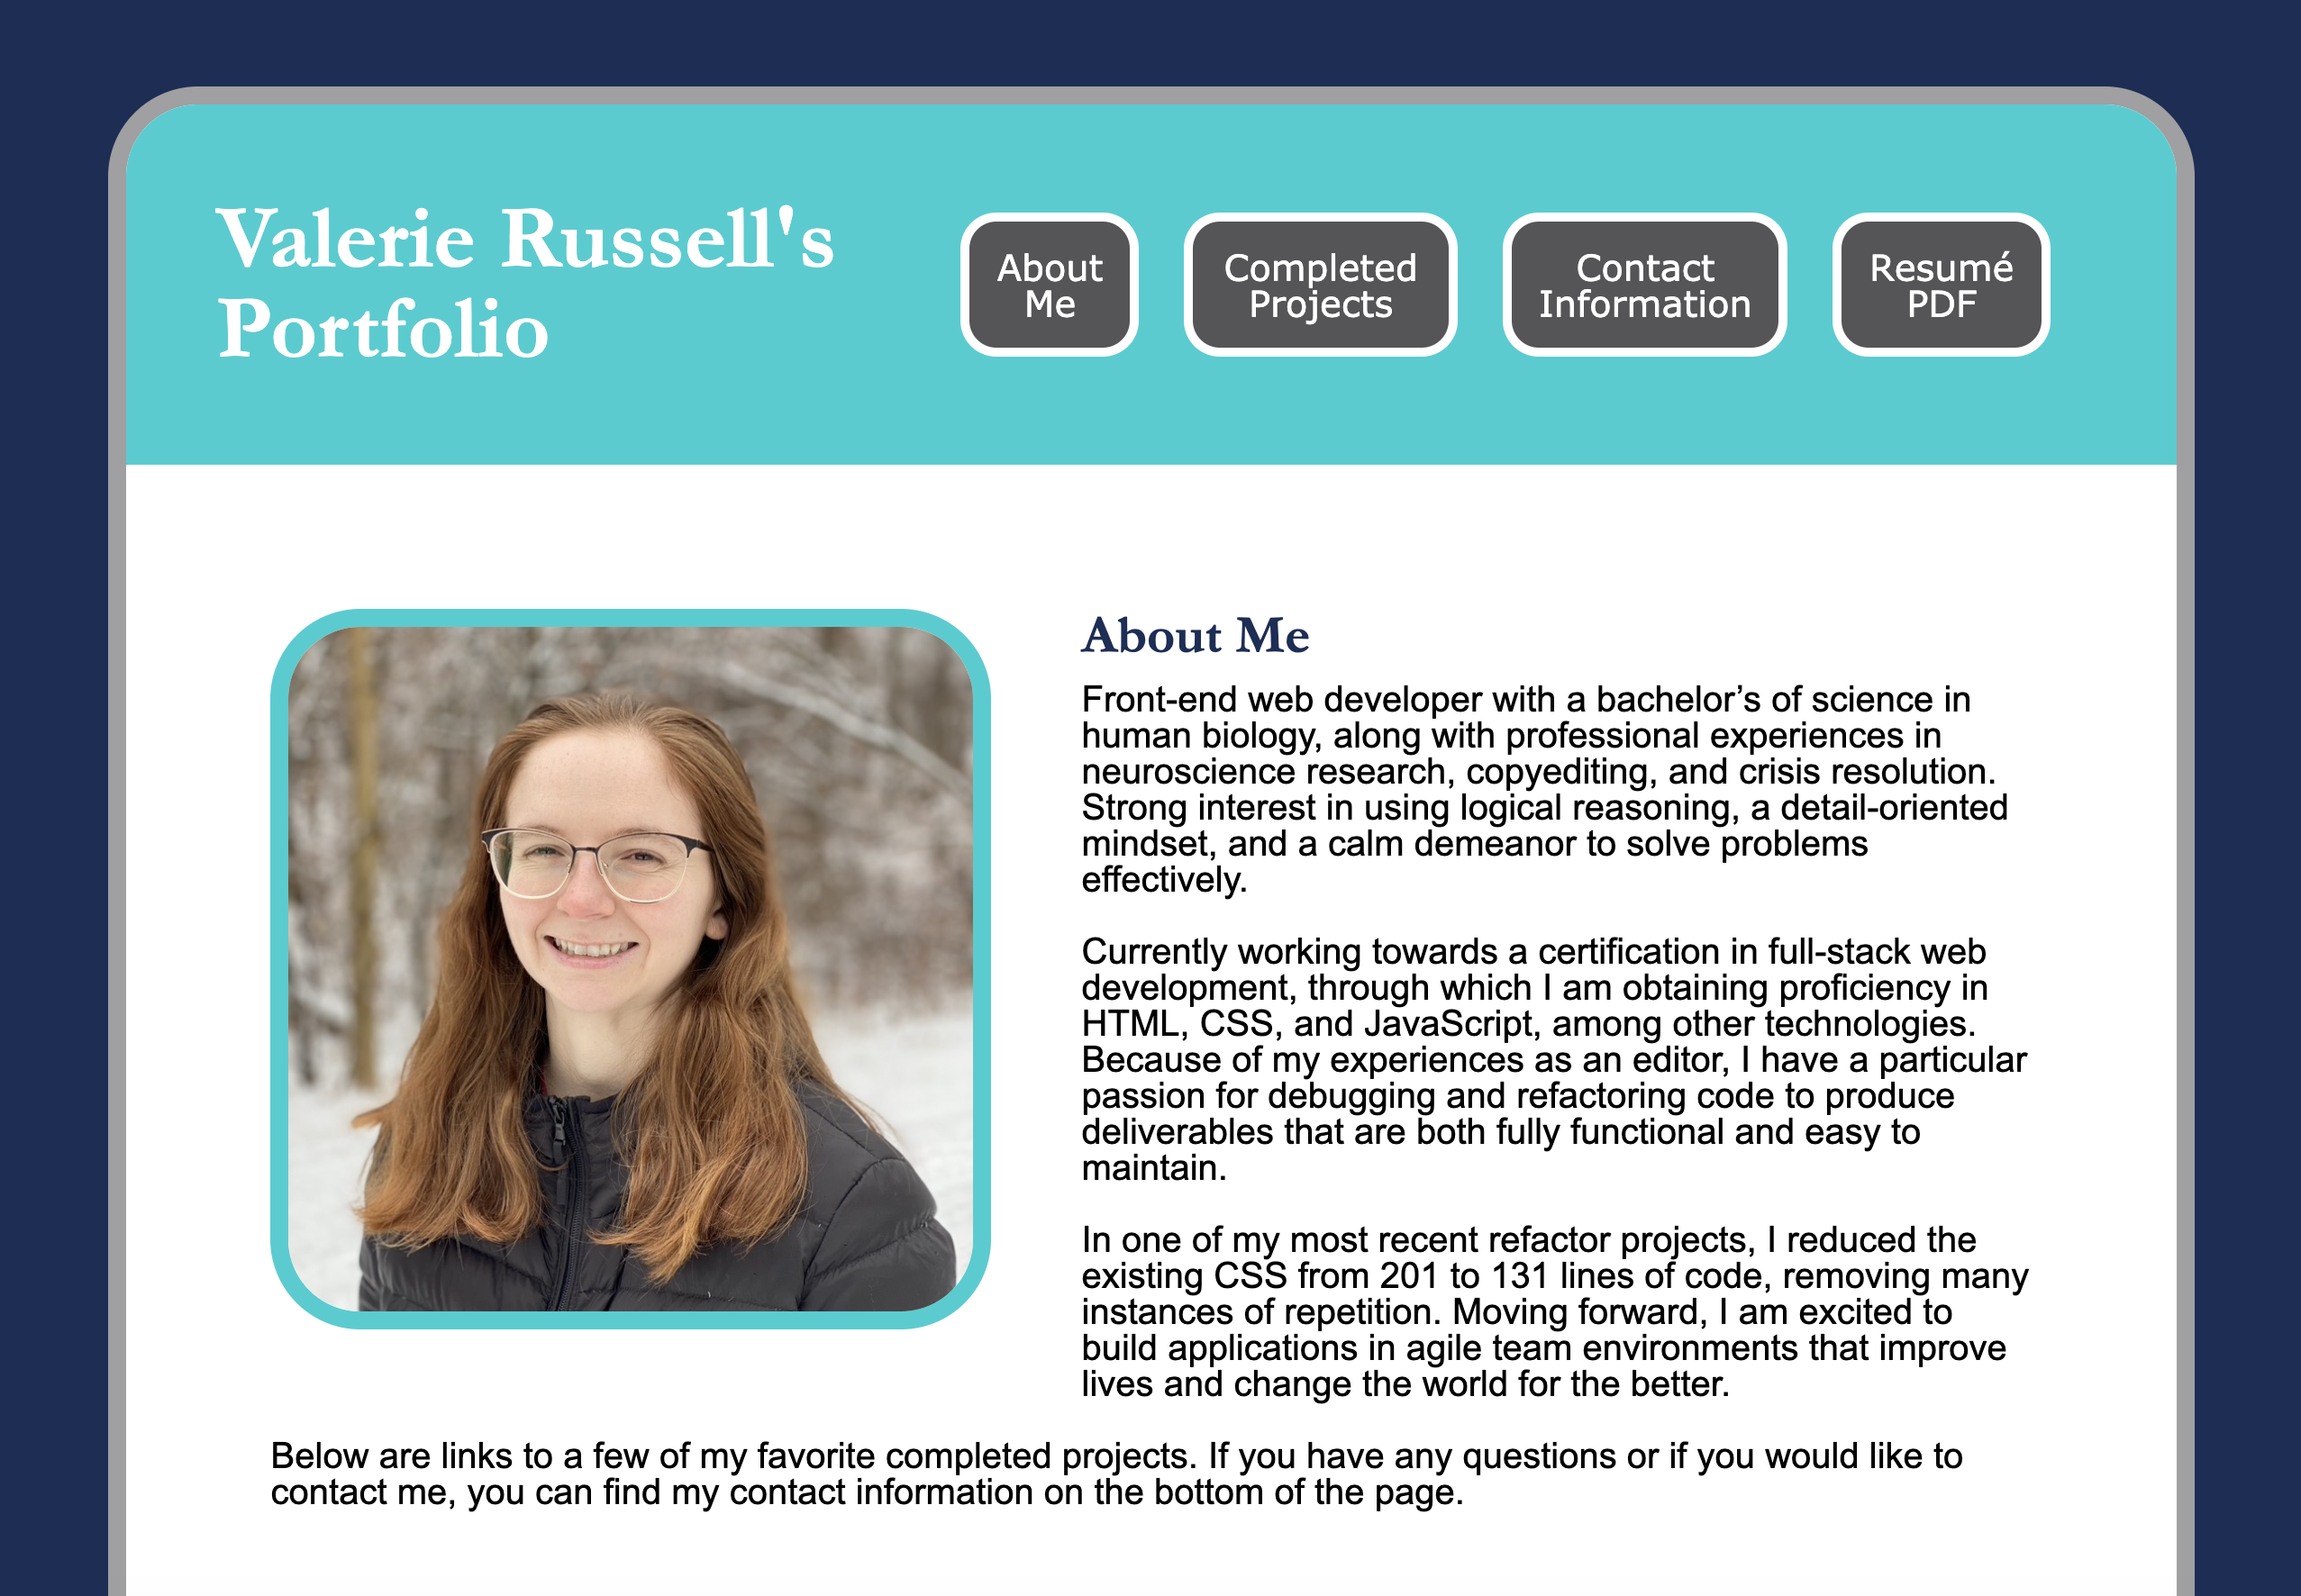 Valerie Russell's
Portfolio
About
Me
Completed
Projects
Contact
Information
Resumé
PDF
About Me
Front-end web developer with a bachelor’s of science in
human biology, along with professional experiences in
neuroscience research, copyediting, and crisis resolution.
Strong interest in using logical reasoning, a detail-oriented
mindset, and a calm demeanor to solve problems
effectively.
Currently working towards a certification in full-stack web
development, through which I am obtaining proficiency in
HTML, CSS, and JavaScript, among other technologies.
Because of my experiences as an editor, I have a particular
passion for debugging and refactoring code to produce
deliverables that are both fully functional and easy to
maintain.
In one of my most recent refactor projects, I reduced the
existing CSS from 201 to 131 lines of code, removing many
instances of repetition. Moving forward, I am excited to
build applications in agile team environments that improve
lives and change the world for the better.
Below are links to a few of my favorite completed projects. If you have any questions or if you would like to
contact me, you can find my contact information on the bottom of the page.